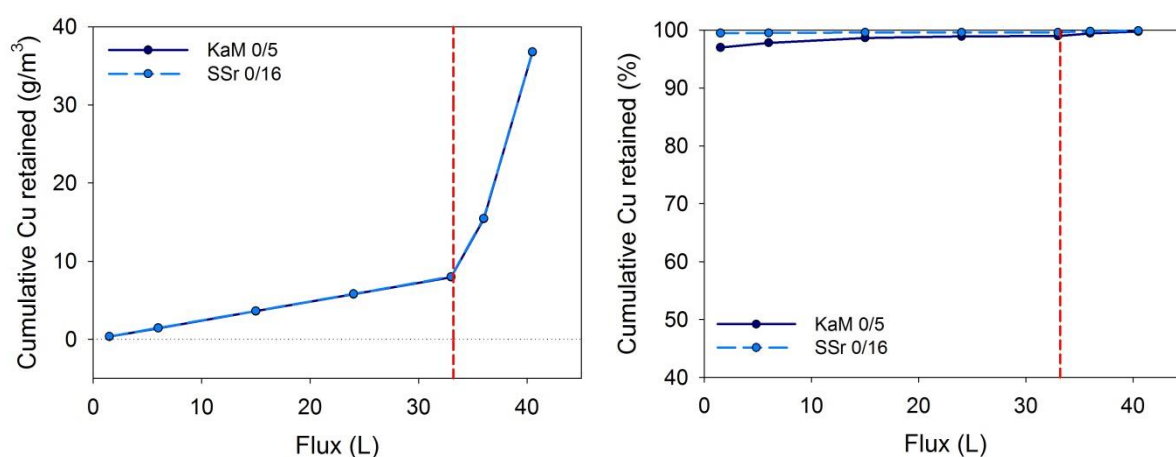 Cumulative Cu retained (g/m³)
40
30
20
10
0
KaM 0/5
SSr 0/16
0 10 20 30 40
Flux (L)
Cumulative Cu retained (%)
100
90
80
70
60
50
40
KaM 0/5
SSr 0/16
0 10 20 30 40
Flux (L)